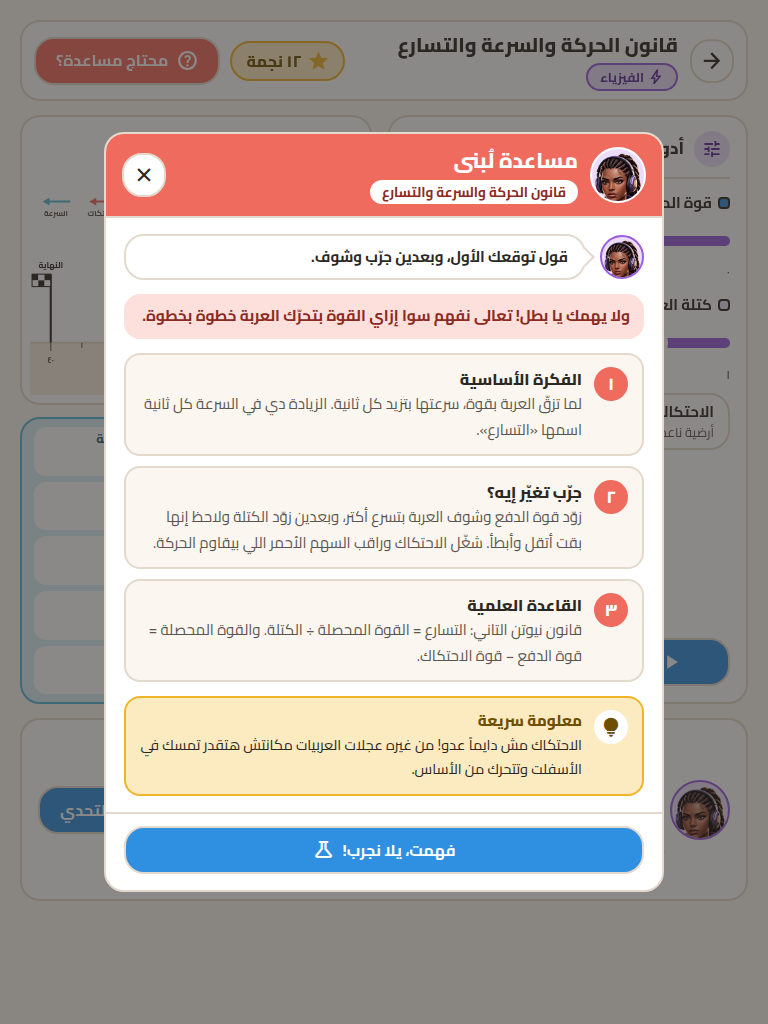 قانون الحركة والسرعة والتسارع
الفيزياء
١٢ نجمة
محتاج مساعدة؟
مساعدة لُبنى
قانون الحركة والسرعة والتسارع
قول توقعك الأول، وبعدين جرّب وشوف.
ولا يهمك يا بطل! تعالى نفهم سوا إزاي القوة بتحرّك العربة خطوة بخطوة.
١
الفكرة الأساسية
لما تزقّ العربة بقوة، سرعتها بتزيد كل ثانية. الزيادة دي في السرعة كل ثانية
اسمها «التسارع».
٢
جرّب تغيّر إيه؟
زوّد قوة الدفع وشوف العربة بتسرع أكتر، وبعدين زوّد الكتلة ولاحظ إنها
بقت أتقل وأبطأ. شغّل الاحتكاك وراقب السهم الأحمر اللي بيقاوم الحركة.
٣
القاعدة العلمية
قانون نيوتن التاني: التسارع = القوة المحصلة ÷ الكتلة. والقوة المحصلة =
قوة الدفع − قوة الاحتكاك.
معلومة سريعة
الاحتكاك مش دايماً عدو! من غيره عجلات العربيات مكانتش هتقدر تمسك في
الأسفلت وتتحرك من الأساس.
فهمت، يلا نجرب!
قوة
كتلة
الاحتكا
أرضية
١
السرعة
النهاية
٤٠